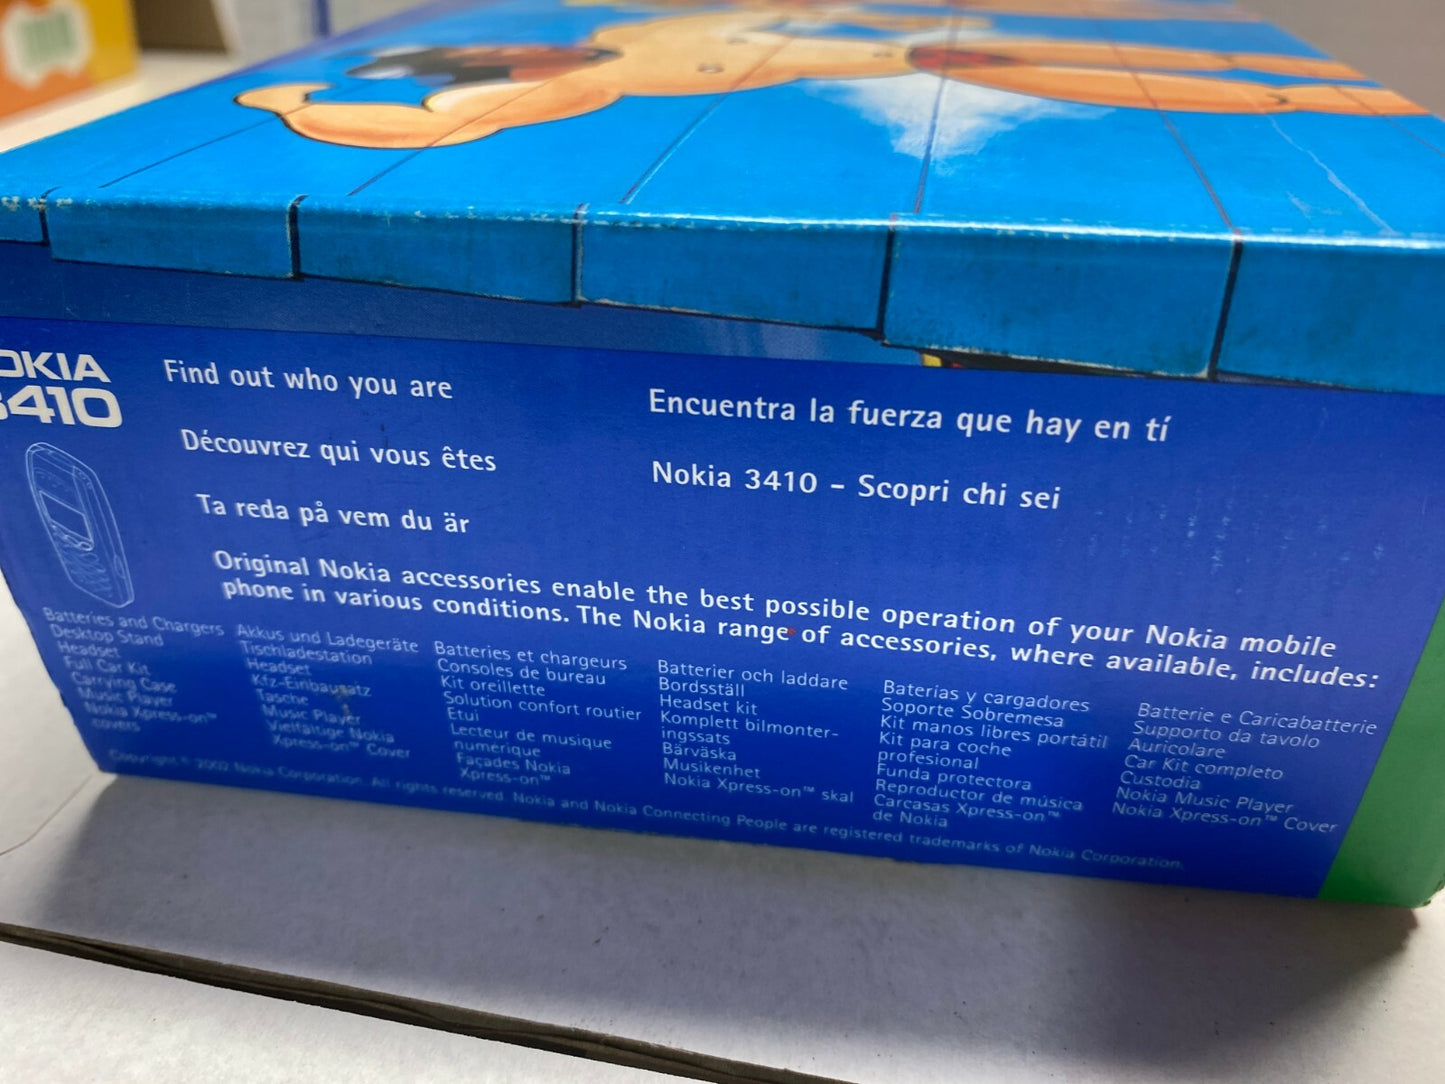 OKIA
3410
Find out who you are
Découvrez qui vous êtes
Ta reda på vem du är
Encuentra la fuerza que hay en tí
Nokia 3410 – Scopri chi sei
Original Nokia accessories enable the best possible operation of your Nokia mobile
phone in various conditions. The Nokia range of accessories, where available, includes:
Batteries and Chargers
Desktop Stand
Headset
Full Car Kit
Carrying Case
Music Player
Nokia Xpress-on™
covers
Akkus und Ladegeräte
Tischladestation
Headset
Kfz-Einbausatz
Tasche
Music Player
Vielfältige Nokia
Xpress-on™ Cover
Batteries et chargeurs
Consoles de bureau
Kit oreillette
Solution confort routier
Etui
Lecteur de musique
numérique
Façades Nokia
Xpress-on™
Batterier och laddare
Bordsställ
Headset kit
Komplett bilmonter-
ingssats
Bärväska
Musikenhet
Nokia Xpress-on™ skal
Baterías y cargadores
Soporte Sobremesa
Kit manos libres portátil
Kit para coche
profesional
Funda protectora
Reproductor de música
Carcasas Xpress-on™
de Nokia
Batterie e Caricabatterie
Supporto da tavolo
Auricolare
Car Kit completo
Custodia
Nokia Music Player
Nokia Xpress-on™ Cover
Copyright © 2002 Nokia Corporation. All rights reserved. Nokia and Nokia Connecting People are registered trademarks of Nokia Corporation.